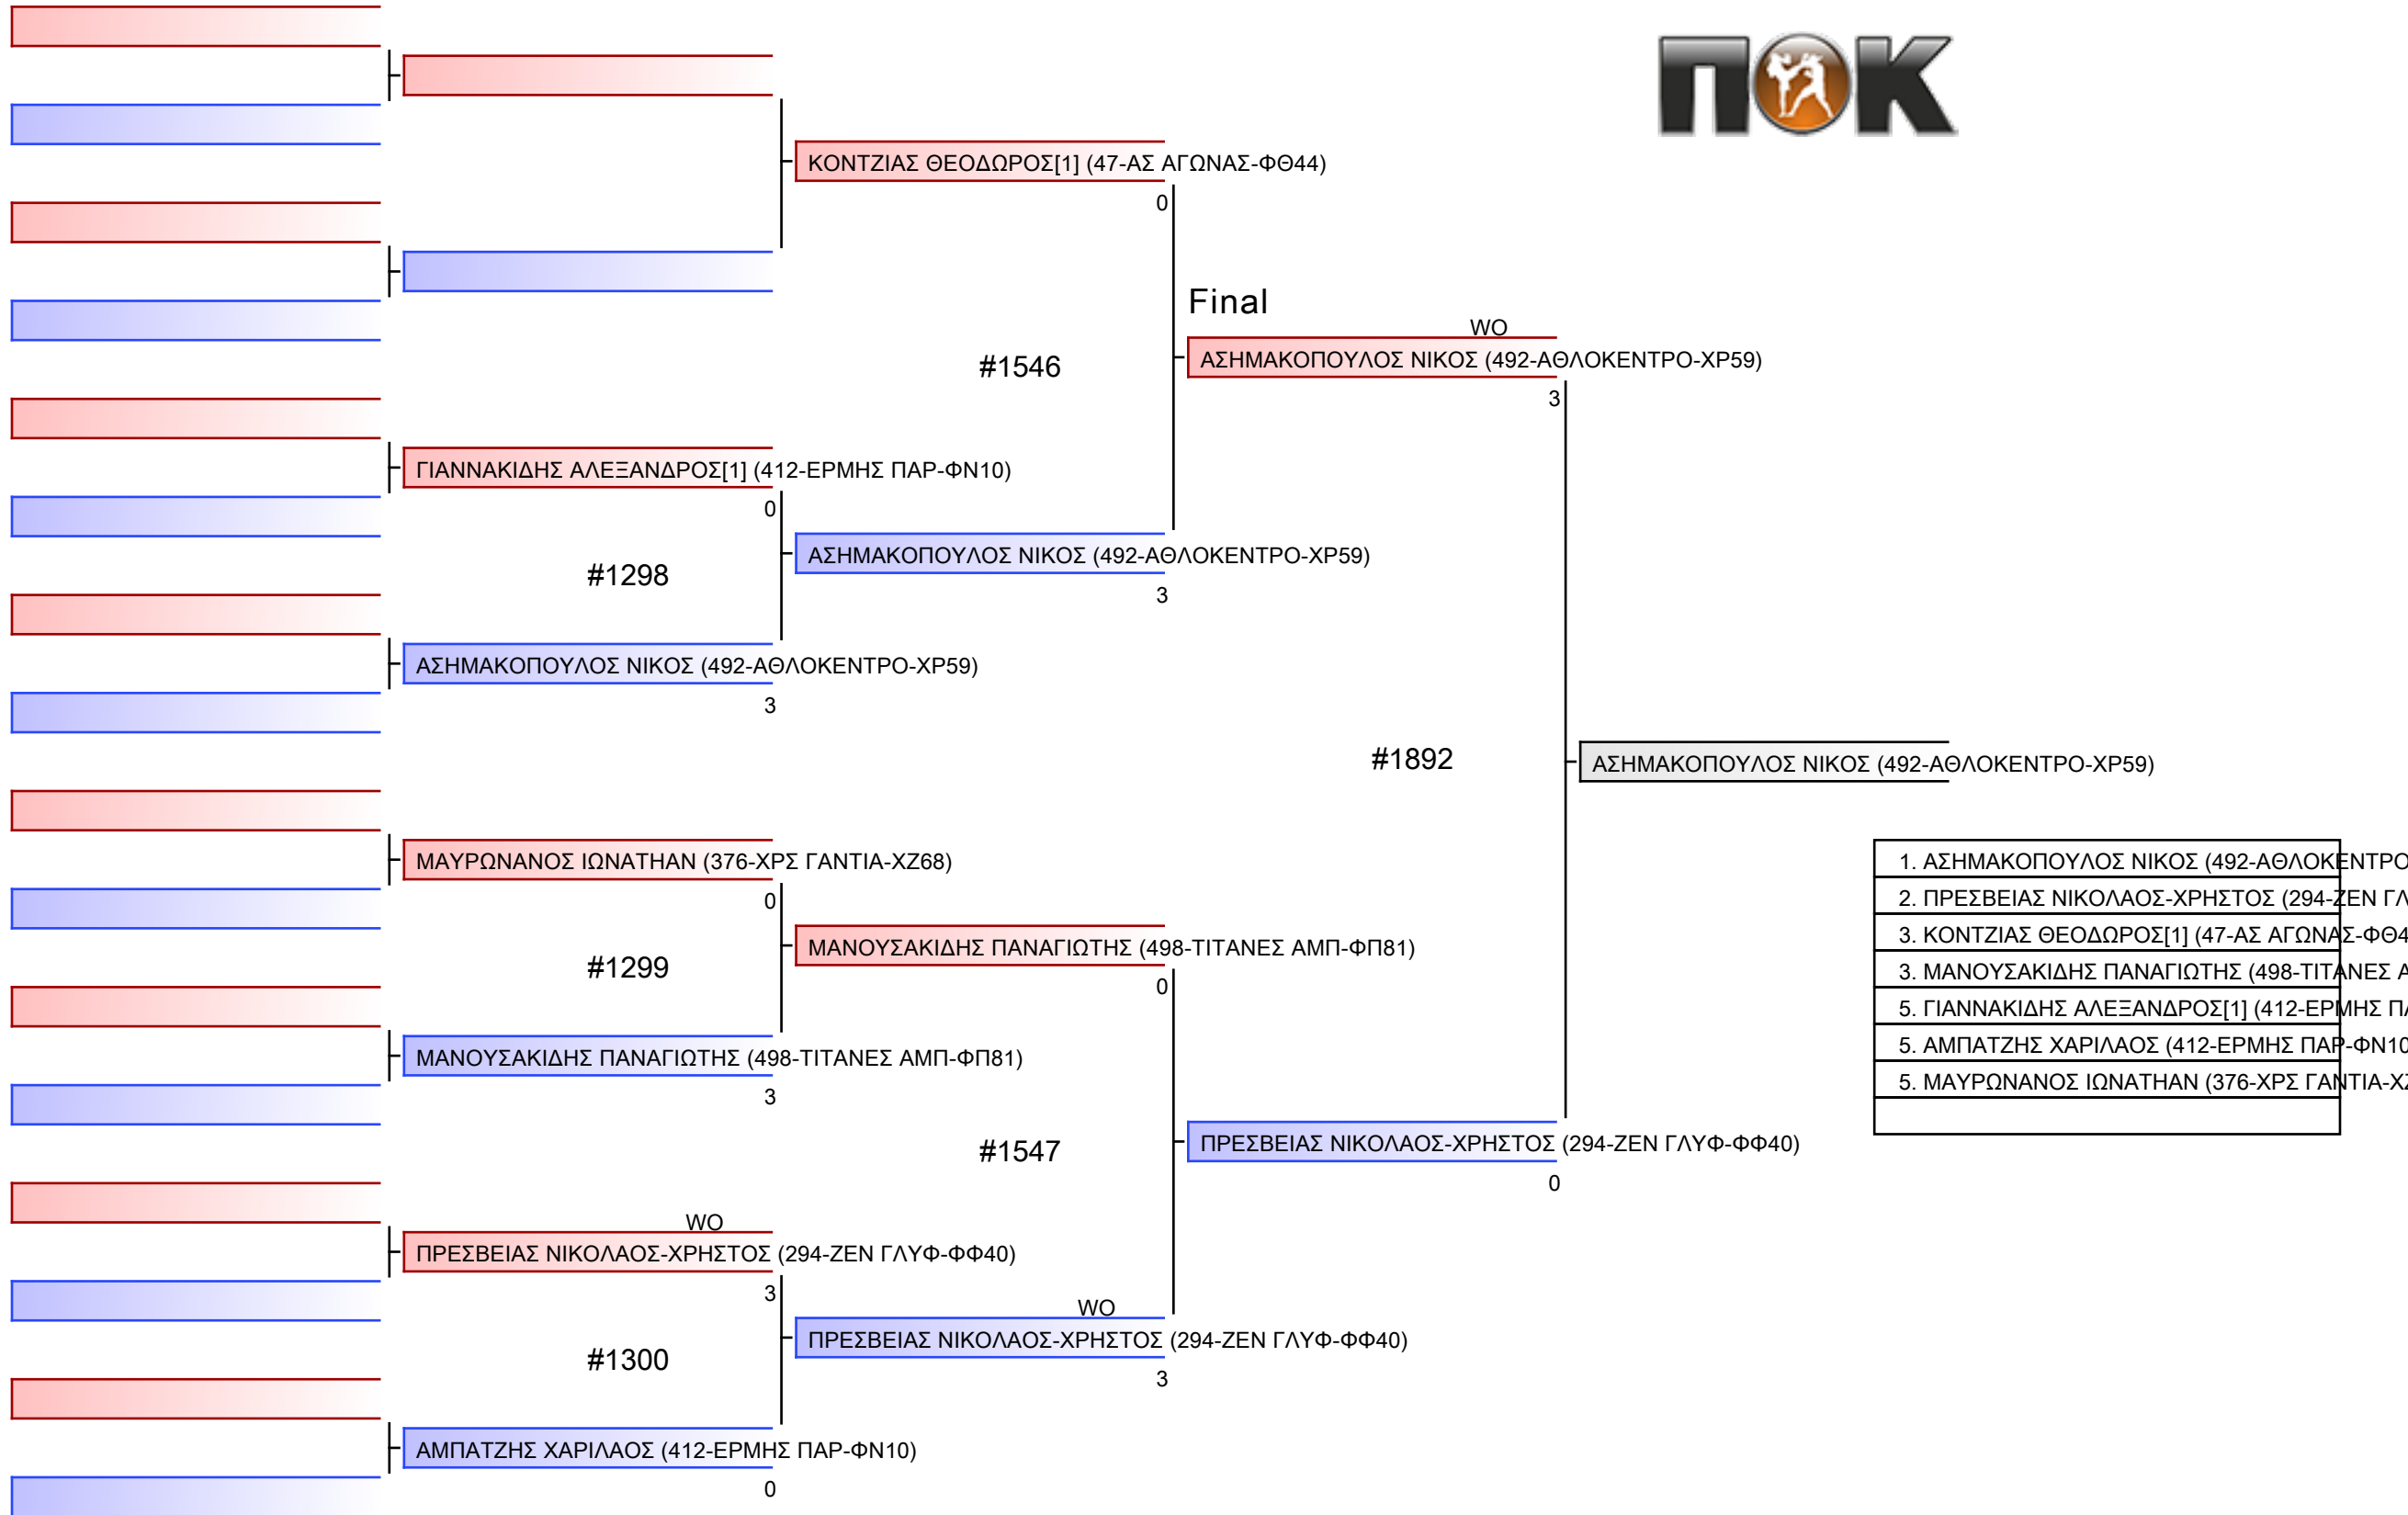 ΠΟΚ
ΚΟΝΤΖΙΑΣ ΘΕΟΔΩΡΟΣ[1] (47-ΑΣ ΑΓΩΝΑΣ-ΦΘ44)
0
Final
WO
#1546
ΑΣΗΜΑΚΟΠΟΥΛΟΣ ΝΙΚΟΣ (492-ΑΘΛΟΚΕΝΤΡΟ-ΧΡ59)
3
ΓΙΑΝΝΑΚΙΔΗΣ ΑΛΕΞΑΝΔΡΟΣ[1] (412-ΕΡΜΗΣ ΠΑΡ-ΦΝ10)
0
#1298
ΑΣΗΜΑΚΟΠΟΥΛΟΣ ΝΙΚΟΣ (492-ΑΘΛΟΚΕΝΤΡΟ-ΧΡ59)
3
ΑΣΗΜΑΚΟΠΟΥΛΟΣ ΝΙΚΟΣ (492-ΑΘΛΟΚΕΝΤΡΟ-ΧΡ59)
3
#1892
ΑΣΗΜΑΚΟΠΟΥΛΟΣ ΝΙΚΟΣ (492-ΑΘΛΟΚΕΝΤΡΟ-ΧΡ59)
ΜΑΥΡΩΝΑΝΟΣ ΙΩΝΑΤΗΑΝ (376-ΧΡΣ ΓΑΝΤΙΑ-ΧΖ68)
0
#1299
ΜΑΝΟΥΣΑΚΙΔΗΣ ΠΑΝΑΓΙΩΤΗΣ (498-ΤΙΤΑΝΕΣ ΑΜΠ-ΦΠ81)
0
ΜΑΝΟΥΣΑΚΙΔΗΣ ΠΑΝΑΓΙΩΤΗΣ (498-ΤΙΤΑΝΕΣ ΑΜΠ-ΦΠ81)
3
#1547
ΠΡΕΣΒΕΙΑΣ ΝΙΚΟΛΑΟΣ-ΧΡΗΣΤΟΣ (294-ΖΕΝ ΓΛΥΦ-ΦΦ40)
0
WO
ΠΡΕΣΒΕΙΑΣ ΝΙΚΟΛΑΟΣ-ΧΡΗΣΤΟΣ (294-ΖΕΝ ΓΛΥΦ-ΦΦ40)
3
WO
#1300
ΠΡΕΣΒΕΙΑΣ ΝΙΚΟΛΑΟΣ-ΧΡΗΣΤΟΣ (294-ΖΕΝ ΓΛΥΦ-ΦΦ40)
3
ΑΜΠΑΤΖΗΣ ΧΑΡΙΛΑΟΣ (412-ΕΡΜΗΣ ΠΑΡ-ΦΝ10)
0
1. ΑΣΗΜΑΚΟΠΟΥΛΟΣ ΝΙΚΟΣ (492-ΑΘΛΟΚΕΝΤΡΟ
2. ΠΡΕΣΒΕΙΑΣ ΝΙΚΟΛΑΟΣ-ΧΡΗΣΤΟΣ (294-ΖΕΝ ΓΛ
3. ΚΟΝΤΖΙΑΣ ΘΕΟΔΩΡΟΣ[1] (47-ΑΣ ΑΓΩΝΑΣ-ΦΘ4
3. ΜΑΝΟΥΣΑΚΙΔΗΣ ΠΑΝΑΓΙΩΤΗΣ (498-ΤΙΤΑΝΕΣ Α
5. ΓΙΑΝΝΑΚΙΔΗΣ ΑΛΕΞΑΝΔΡΟΣ[1] (412-ΕΡΜΗΣ ΠΑ
5. ΑΜΠΑΤΖΗΣ ΧΑΡΙΛΑΟΣ (412-ΕΡΜΗΣ ΠΑΡ-ΦΝ10
5. ΜΑΥΡΩΝΑΝΟΣ ΙΩΝΑΤΗΑΝ (376-ΧΡΣ ΓΑΝΤΙΑ-ΧΖ